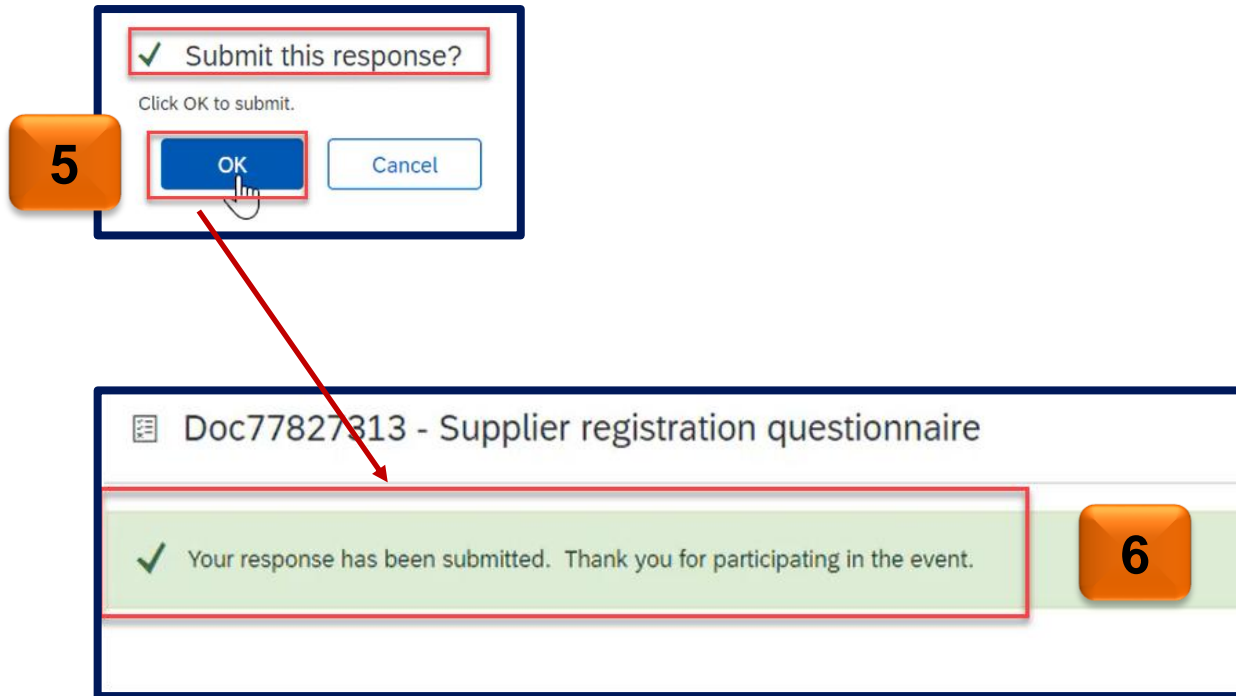 Submit this response?
Click OK to submit.
5
OK
Cancel
Doc77827313 - Supplier registration questionnaire
Your response has been submitted. Thank you for participating in the event.
6